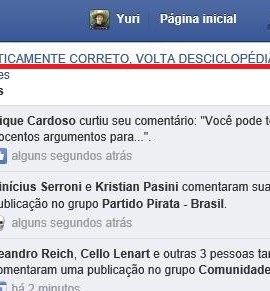 Yuri Página inicial
TICAMENTE CORRETO, VOLTA DESCICLOPÉDIA
es
s
ique Cardoso curtiu seu comentário: "Você pode t
ocentos argumentos para...".
alguns segundos atrás
inícius Serroni e Kristian Pasini comentaram sua
ublicação no grupo Partido Pirata - Brasil.
alguns segundos atrás
eandro Reich, Cello Lenart e outras 3 pessoas ta
omentaram uma publicação no grupo Comunidade
há 2 minutos